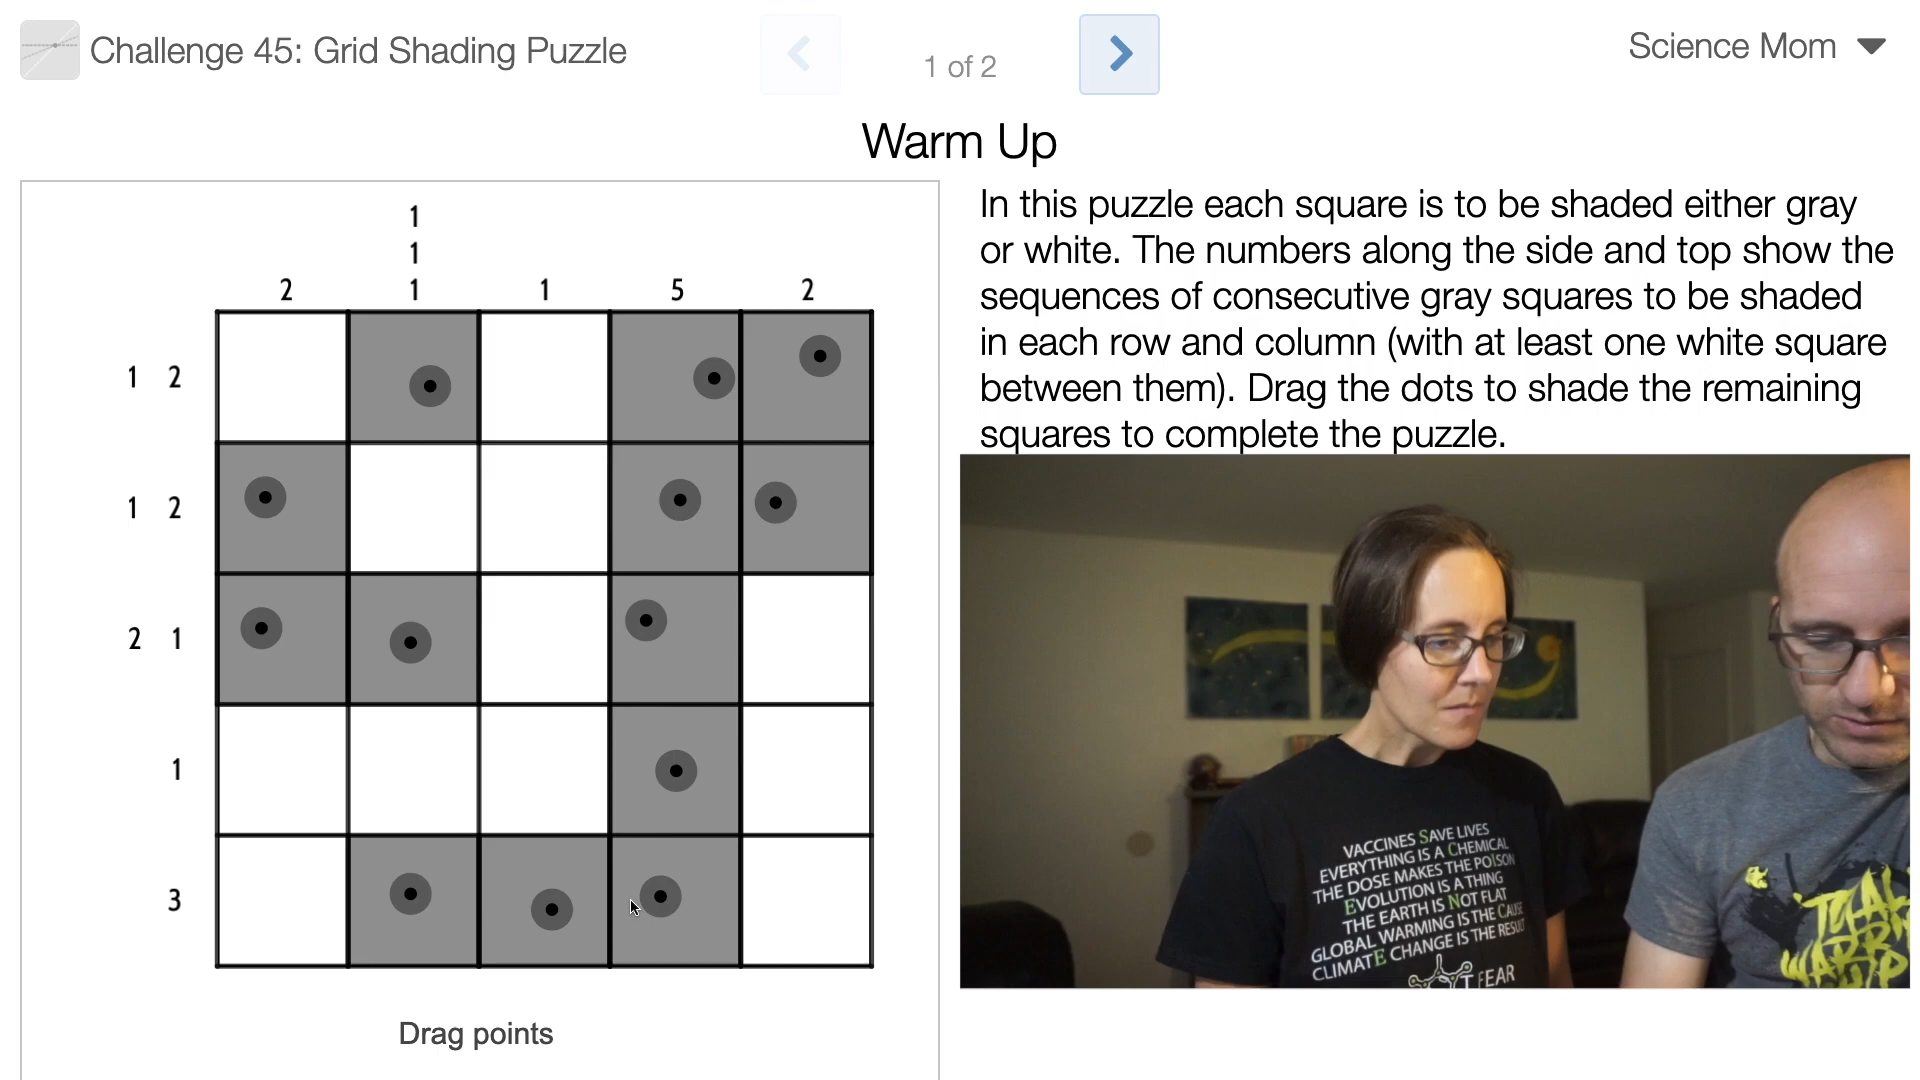 Challenge 45: Grid Shading Puzzle
1 of 2
Science Mom
Warm Up
In this puzzle each square is to be shaded either gray
or white. The numbers along the side and top show the
sequences of consecutive gray squares to be shaded
in each row and column (with at least one white square
between them). Drag the dots to shade the remaining
squares to complete the puzzle.
1
1
2 1 1 5 2
1 2
1 2
2 1
1
3
Drag points
VACCINES SAVE LIVES
EVERYTHING IS A CHEMICAL
THE DOSE MAKES THE POISON
EVOLUTION IS A THING
THE EARTH IS NOT FLAT
GLOBAL WARMING IS THE CAUSE
CLIMATE CHANGE IS THE RESULT
FEAR